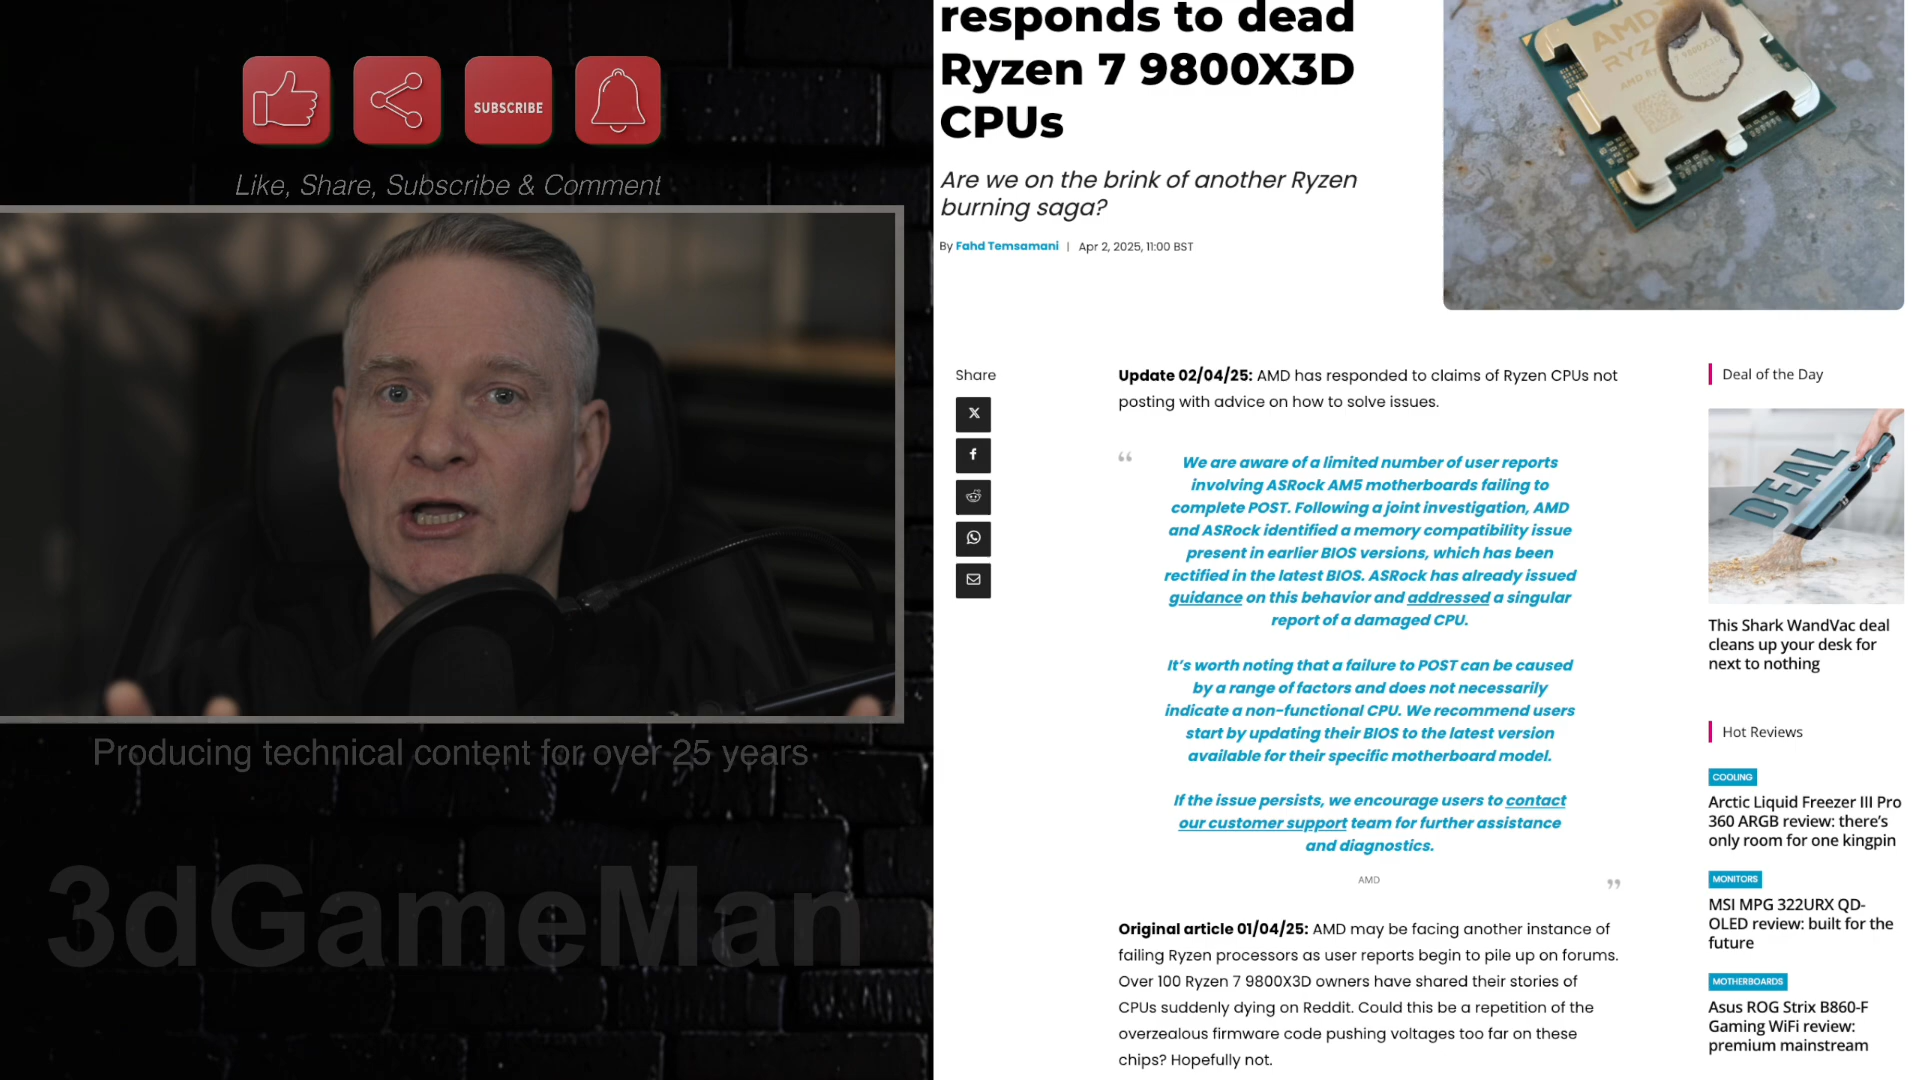 SUBSCRIBE
Like, Share, Subscribe & Comment
Producing technical content for over 25 years
3dGameMan
responds to dead
Ryzen 7 9800X3D
CPUs
Are we on the brink of another Ryzen
burning saga?
By Fahd Temsamani | Apr 2, 2025, 11:00 BST
AMD
RYZEN
9800X3D
Share
Update 02/04/25: AMD has responded to claims of Ryzen CPUs not
posting with advice on how to solve issues.
“
We are aware of a limited number of user reports
involving ASRock AM5 motherboards failing to
complete POST. Following a joint investigation, AMD
and ASRock identified a memory compatibility issue
present in earlier BIOS versions, which has been
rectified in the latest BIOS. ASRock has already issued
guidance on this behavior and addressed a singular
report of a damaged CPU.
It’s worth noting that a failure to POST can be caused
by a range of factors and does not necessarily
indicate a non-functional CPU. We recommend users
start by updating their BIOS to the latest version
available for their specific motherboard model.
If the issue persists, we encourage users to contact
our customer support team for further assistance
and diagnostics.
AMD
”
Original article 01/04/25: AMD may be facing another instance of
failing Ryzen processors as user reports begin to pile up on forums.
Over 100 Ryzen 7 9800X3D owners have shared their stories of
CPUs suddenly dying on Reddit. Could this be a repetition of the
overzealous firmware code pushing voltages too far on these
chips? Hopefully not.
Deal of the Day
DEAL
This Shark WandVac deal
cleans up your desk for
next to nothing
Hot Reviews
COOLING
Arctic Liquid Freezer III Pro
360 ARGB review: there’s
only room for one kingpin
MONITORS
MSI MPG 322URX QD-
OLED review: built for the
future
MOTHERBOARDS
Asus ROG Strix B860-F
Gaming WiFi review:
premium mainstream